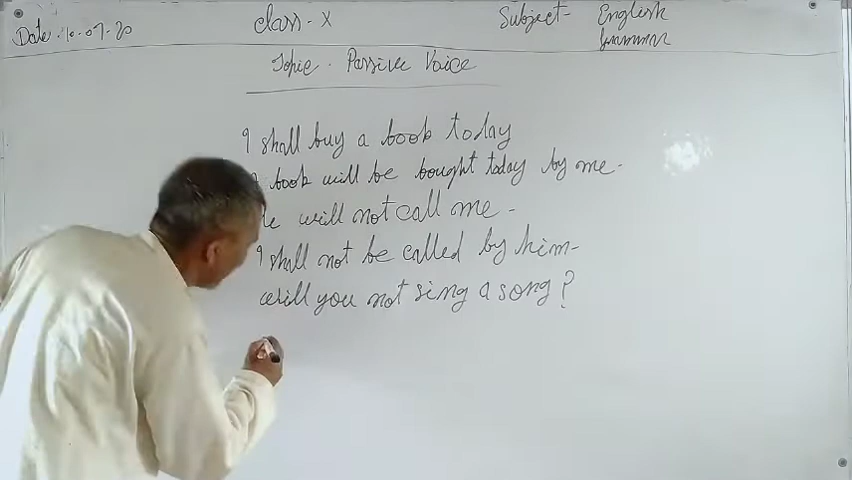 Date: 10-07-20 Class - X Subject - English
Grammar
Topic - Passive Voice
I shall buy a book today
book will be bought today by me.
He will not call me.
I shall not be called by him.
Will you not sing a song?